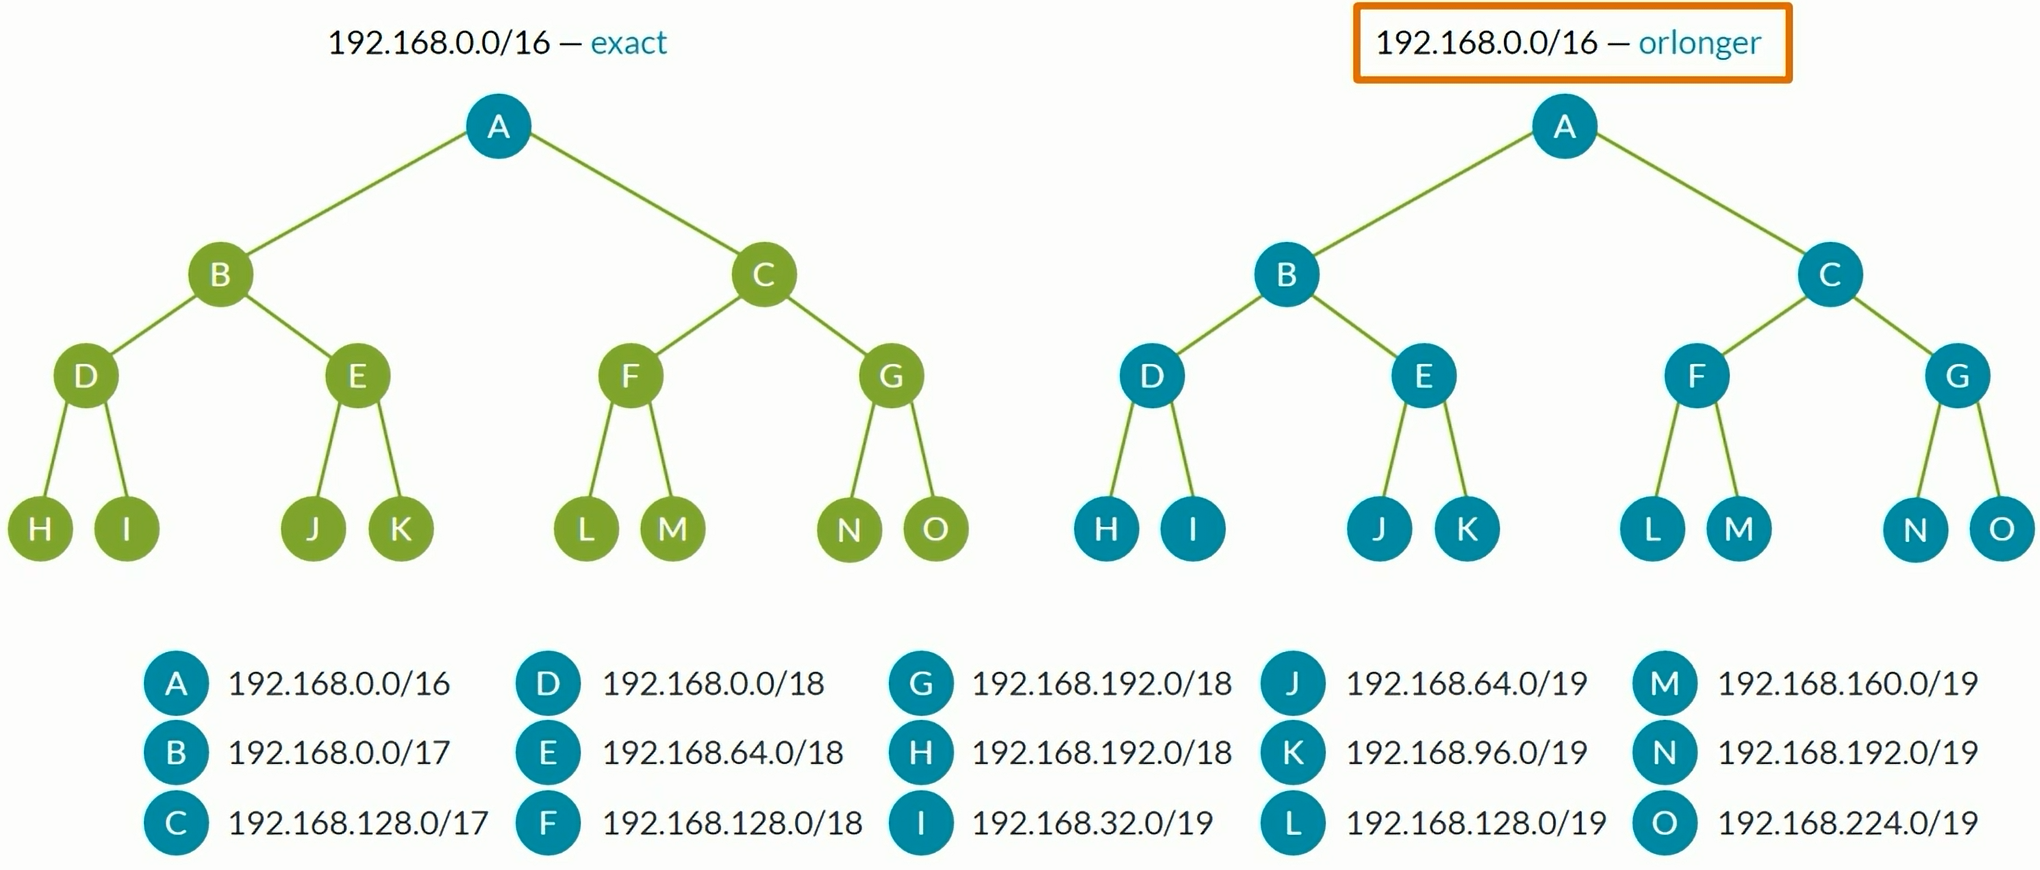 192.168.0.0/16 – exact
192.168.0.0/16 – orlonger
A
A
B
C
B
C
D
E
F
G
D
E
F
G
H
I
J
K
L
M
N
O
H
I
J
K
L
M
N
O
A 192.168.0.0/16
D 192.168.0.0/18
G 192.168.192.0/18
J 192.168.64.0/19
M 192.168.160.0/19
B 192.168.0.0/17
E 192.168.64.0/18
H 192.168.192.0/18
K 192.168.96.0/19
N 192.168.192.0/19
C 192.168.128.0/17
F 192.168.128.0/18
I 192.168.32.0/19
L 192.168.128.0/19
O 192.168.224.0/19